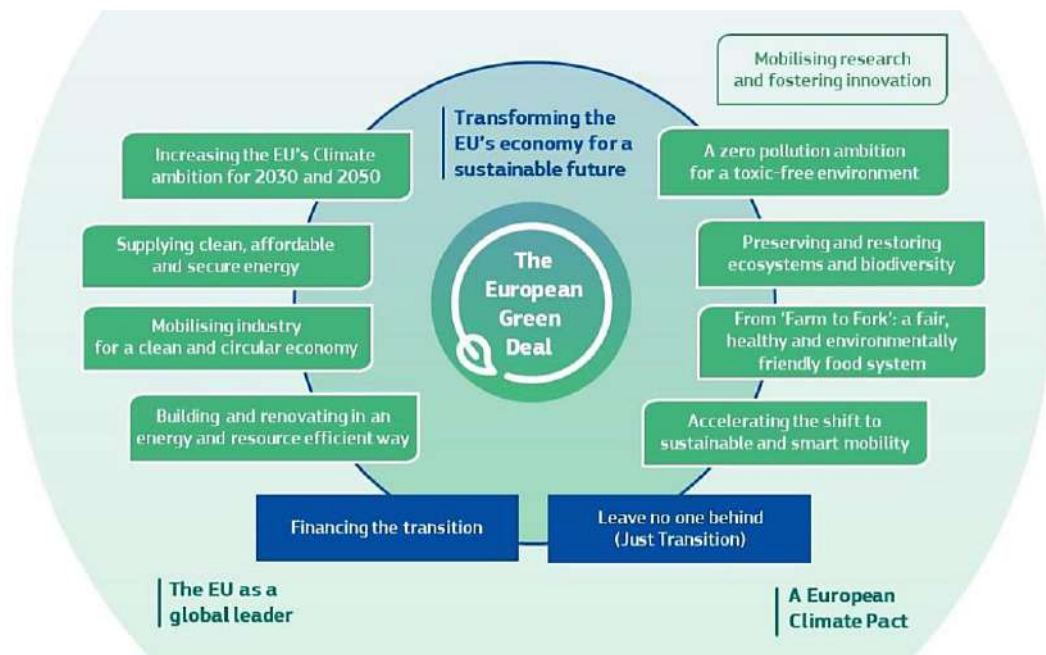 Mobilising research
and fostering innovation
Transforming the
EU's economy for a
sustainable future
Increasing the EU's Climate
ambition for 2030 and 2050
A zero pollution ambition
for a toxic-free environment
Supplying clean, affordable
and secure energy
Preserving and restoring
ecosystems and biodiversity
The
European
Green
Deal
Mobilising industry
for a clean and circular economy
From 'Farm to Fork': a fair,
healthy and environmentally
friendly food system
Building and renovating in an
energy and resource efficient way
Accelerating the shift to
sustainable and smart mobility
Financing the transition
Leave no one behind
(Just Transition)
The EU as a
global leader
A European
Climate Pact